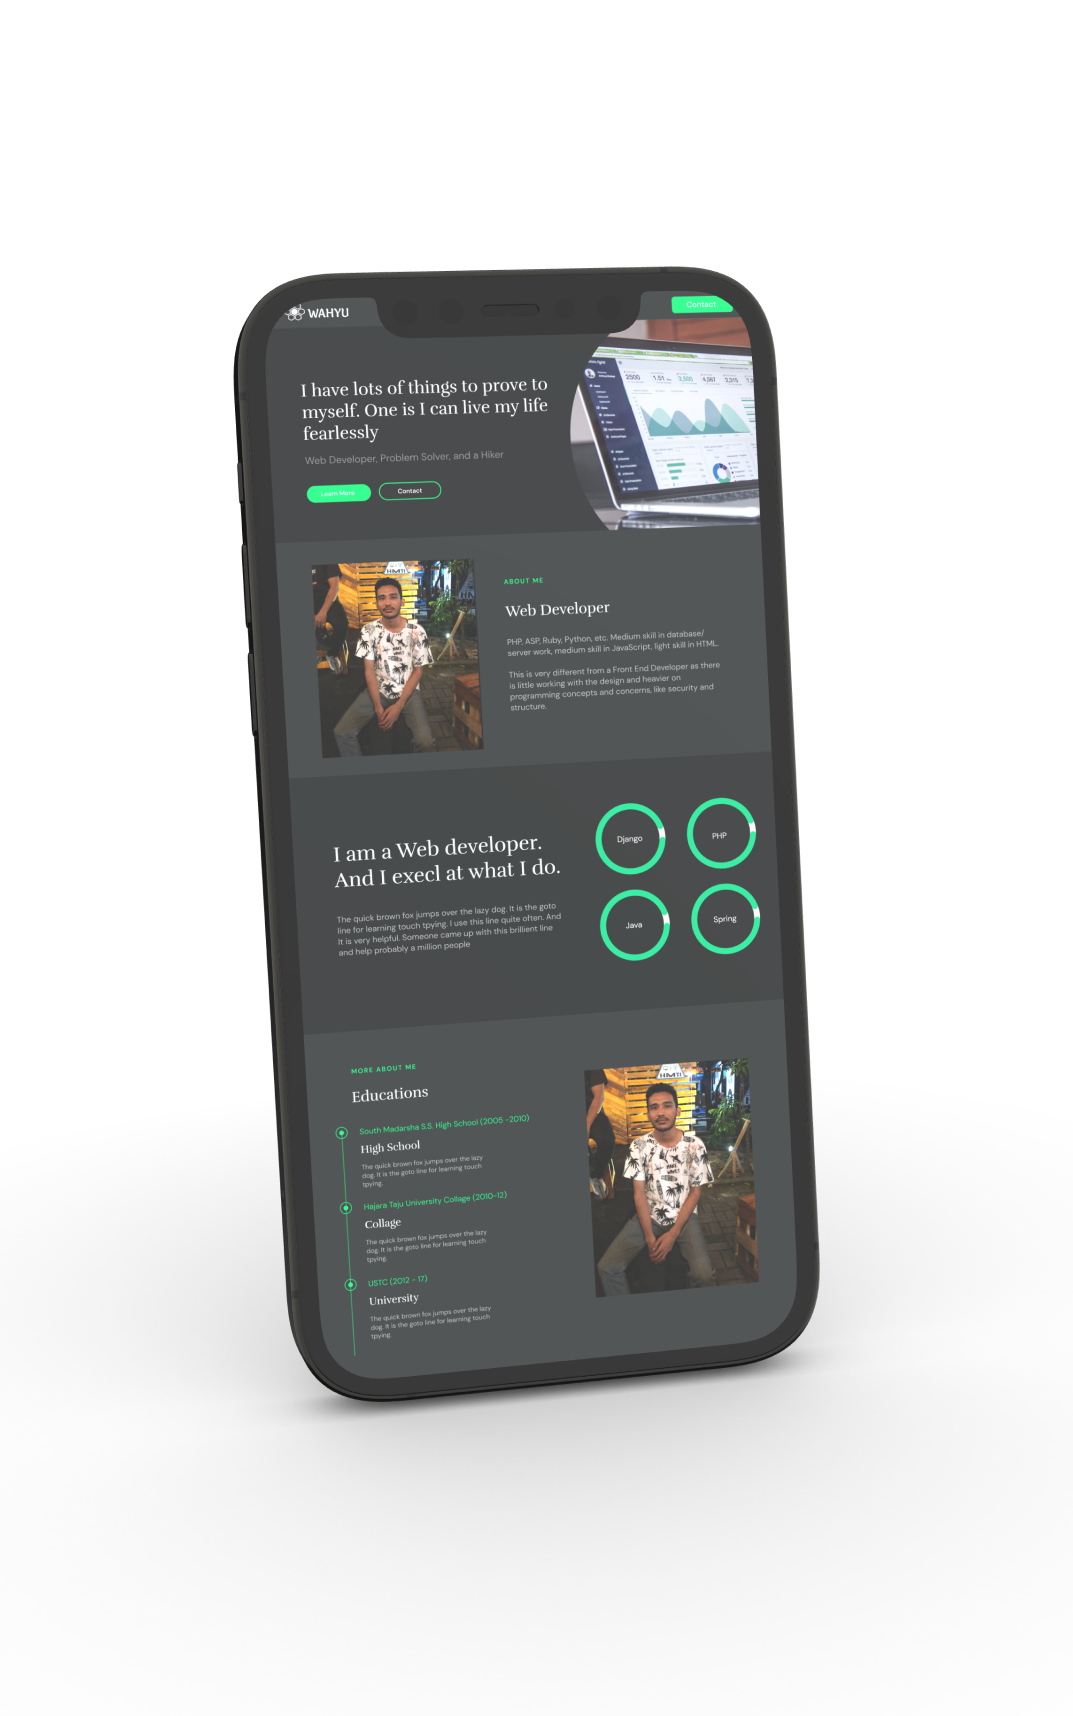 WAHYU
Contact
I have lots of things to prove to
myself. One is I can live my life
fearlessly
Web Developer, Problem Solver, and a Hiker
Learn More
Contact
2500
1.51
2,500
4,567
2,315
ABOUT ME
Web Developer
PHP, ASP, Ruby, Python, etc. Medium skill in database/
server work, medium skill in JavaScript, light skill in HTML.
This is very different from a Front End Developer as there
is little working with the design and heavier on
programming concepts and concerns, like security and
structure.
I am a Web developer.
And I execl at what I do.
The quick brown fox jumps over the lazy dog. It is the goto
line for learning touch tpying. I use this line quite often. And
It is very helpful. Someone came up with this brillient line
and help probably a million people
Django
PHP
Java
Spring
MORE ABOUT ME
Educations
South Madarsha S.S. High School (2005 -2010)
High School
The quick brown fox jumps over the lazy
dog. It is the goto line for learning touch
tpying.
Hajara Taju University Collage (2010-12)
Collage
The quick brown fox jumps over the lazy
dog. It is the goto line for learning touch
tpying.
USTC (2012 - 17)
University
The quick brown fox jumps over the lazy
dog. It is the goto line for learning touch
tpying.